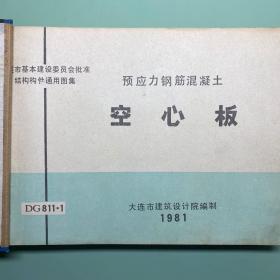 市基本建设委员会批准
结构构件通用图集
预应力钢筋混凝土
空心板
DG811•1
大连市建筑设计院编制
1981